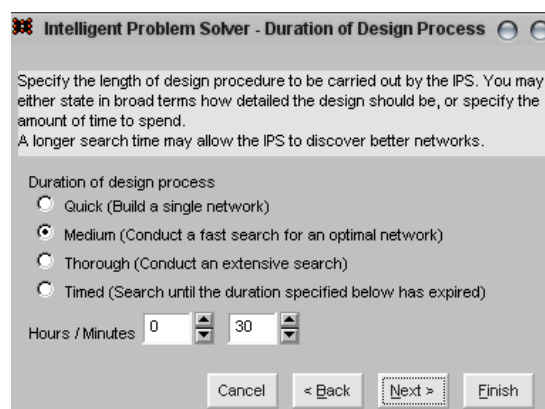 Intelligent Problem Solver - Duration of Design Process
Specify the length of design procedure to be carried out by the IPS. You may
either state in broad terms how detailed the design should be, or specify the
amount of time to spend.
A longer search time may allow the IPS to discover better networks.
Duration of design process
Quick (Build a single network)
Medium (Conduct a fast search for an optimal network)
Thorough (Conduct an extensive search)
Timed (Search until the duration specified below has expired)
Hours / Minutes 0 30
Cancel < Back Next > Finish